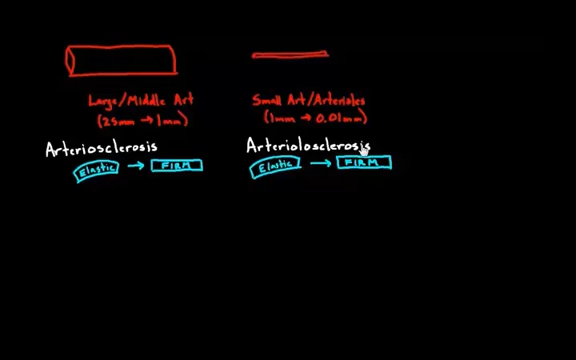 Large/Middle Art
(25mm → 1mm)
Arteriosclerosis
Elastic → FIRM
Small Art/Arterioles
(1mm → 0.01mm)
Arteriolosclerosis
Elastic → FIRM